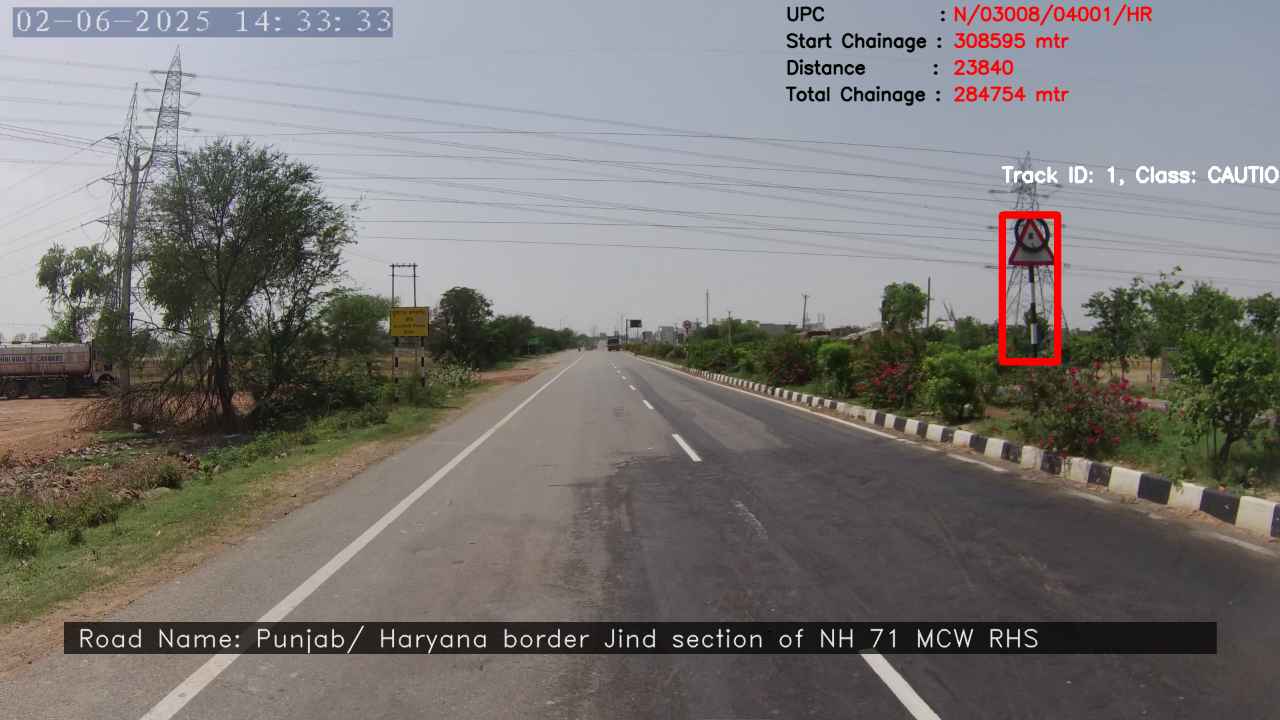 02-06-2025 14:33:33
UPC : N/03008/04001/HR
Start Chainage : 308595 mtr
Distance : 23840
Total Chainage : 284754 mtr
Track ID: 1, Class: CAUTIO
Road Name: Punjab/ Haryana border Jind section of NH 71 MCW RHS